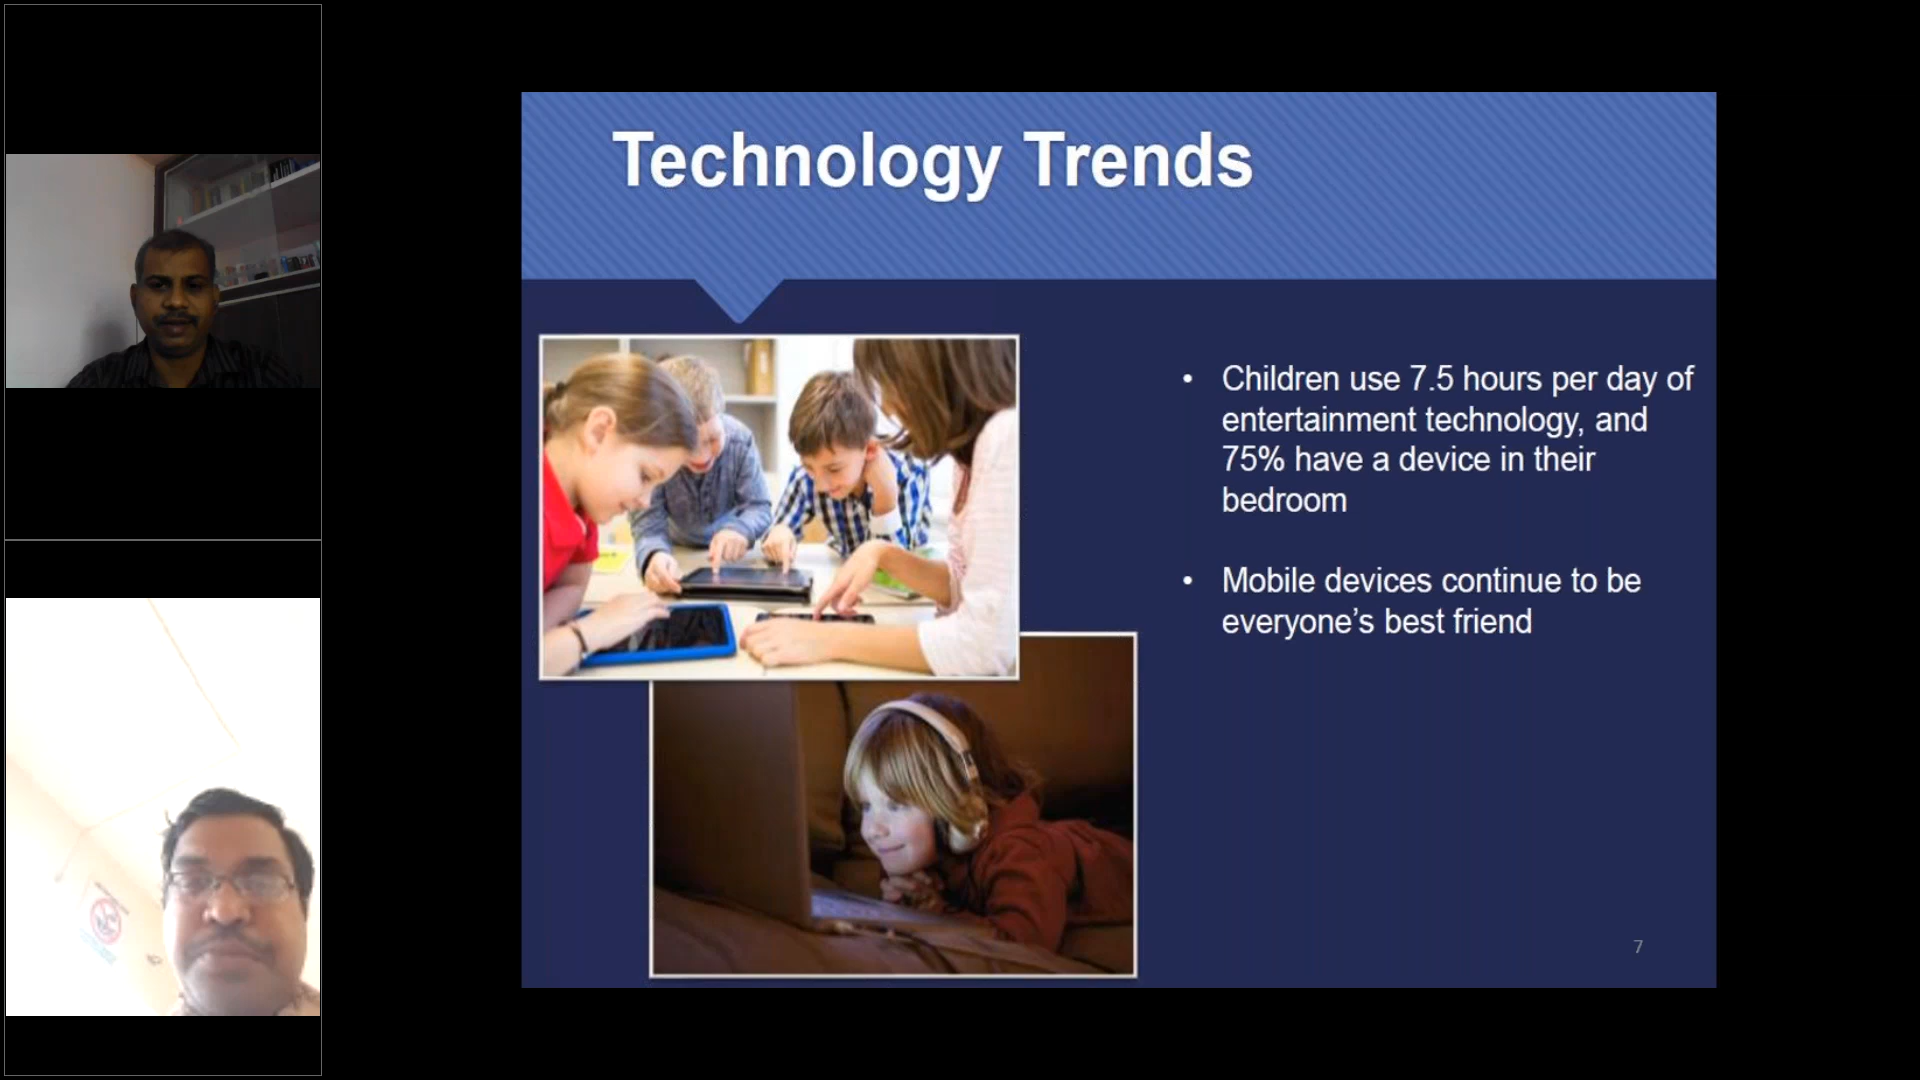 Technology Trends
• Children use 7.5 hours per day of
entertainment technology, and
75% have a device in their
bedroom
• Mobile devices continue to be
everyone’s best friend
7